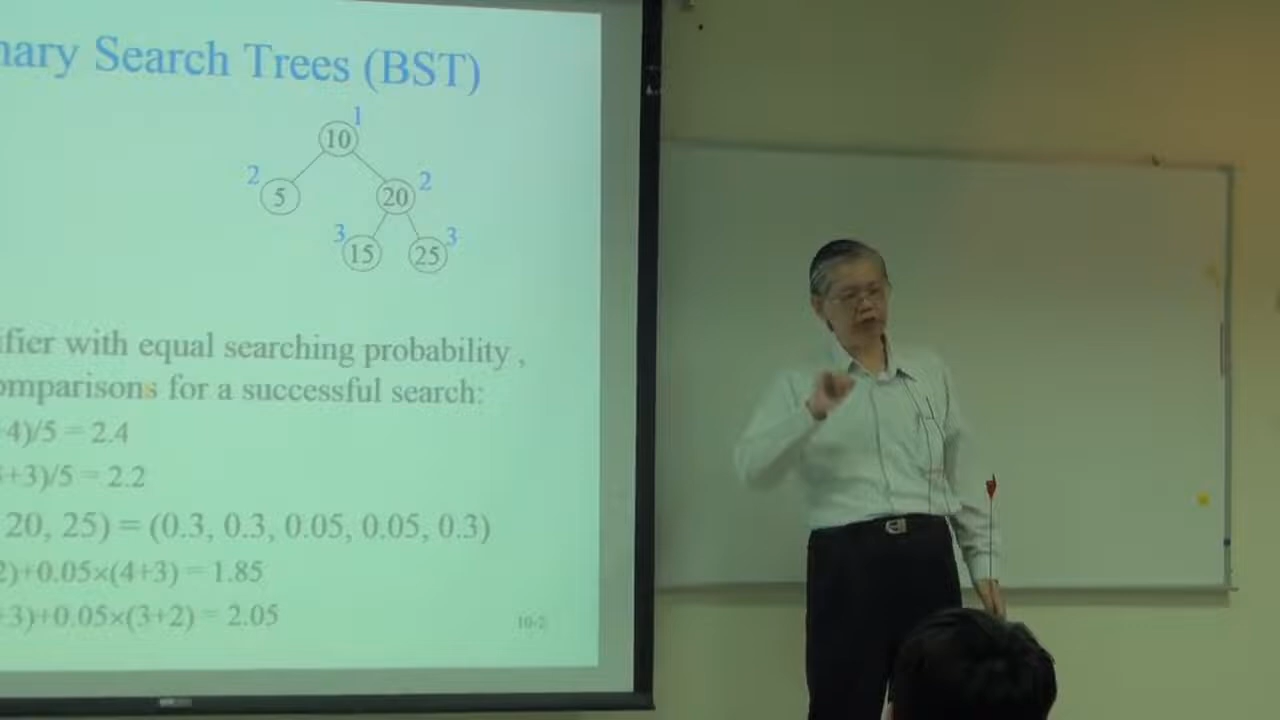 nary Search Trees (BST)
1
10
2
5
20
2
3
15
25
3
ifier with equal searching probability ,
omparisons for a successful search:
4)/5 = 2.4
+3)/5 = 2.2
20, 25) = (0.3, 0.3, 0.05, 0.05, 0.3)
2)+0.05×(4+3) = 1.85
+3)+0.05×(3+2) = 2.05
10-2